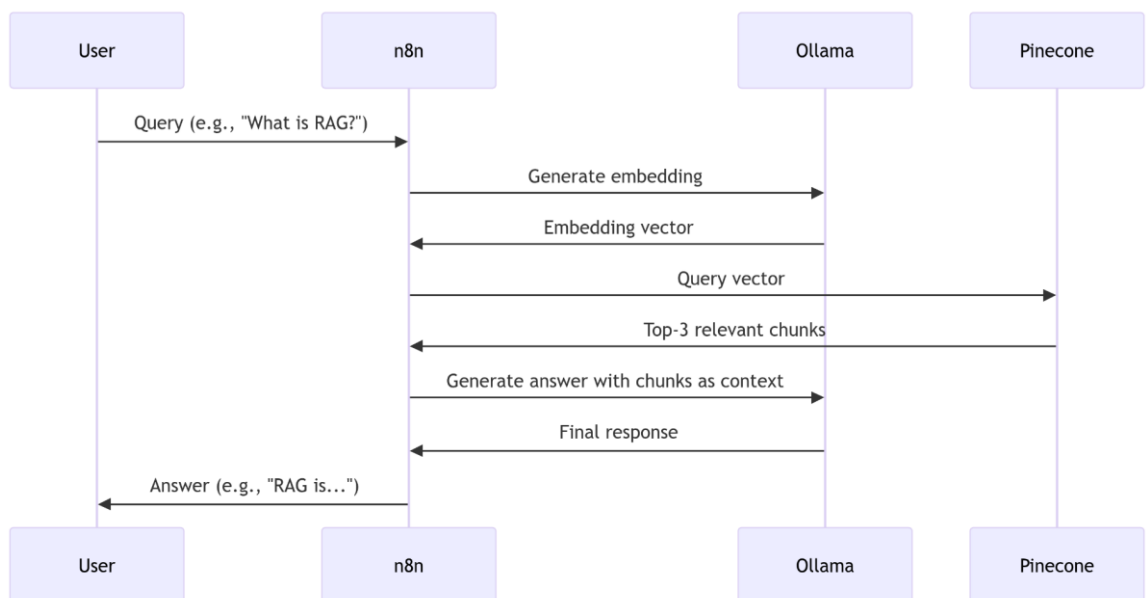 User
n8n
Ollama
Pinecone
Query (e.g., "What is RAG?")
Generate embedding
Embedding vector
Query vector
Top-3 relevant chunks
Generate answer with chunks as context
Final response
Answer (e.g., "RAG is...")
User
n8n
Ollama
Pinecone